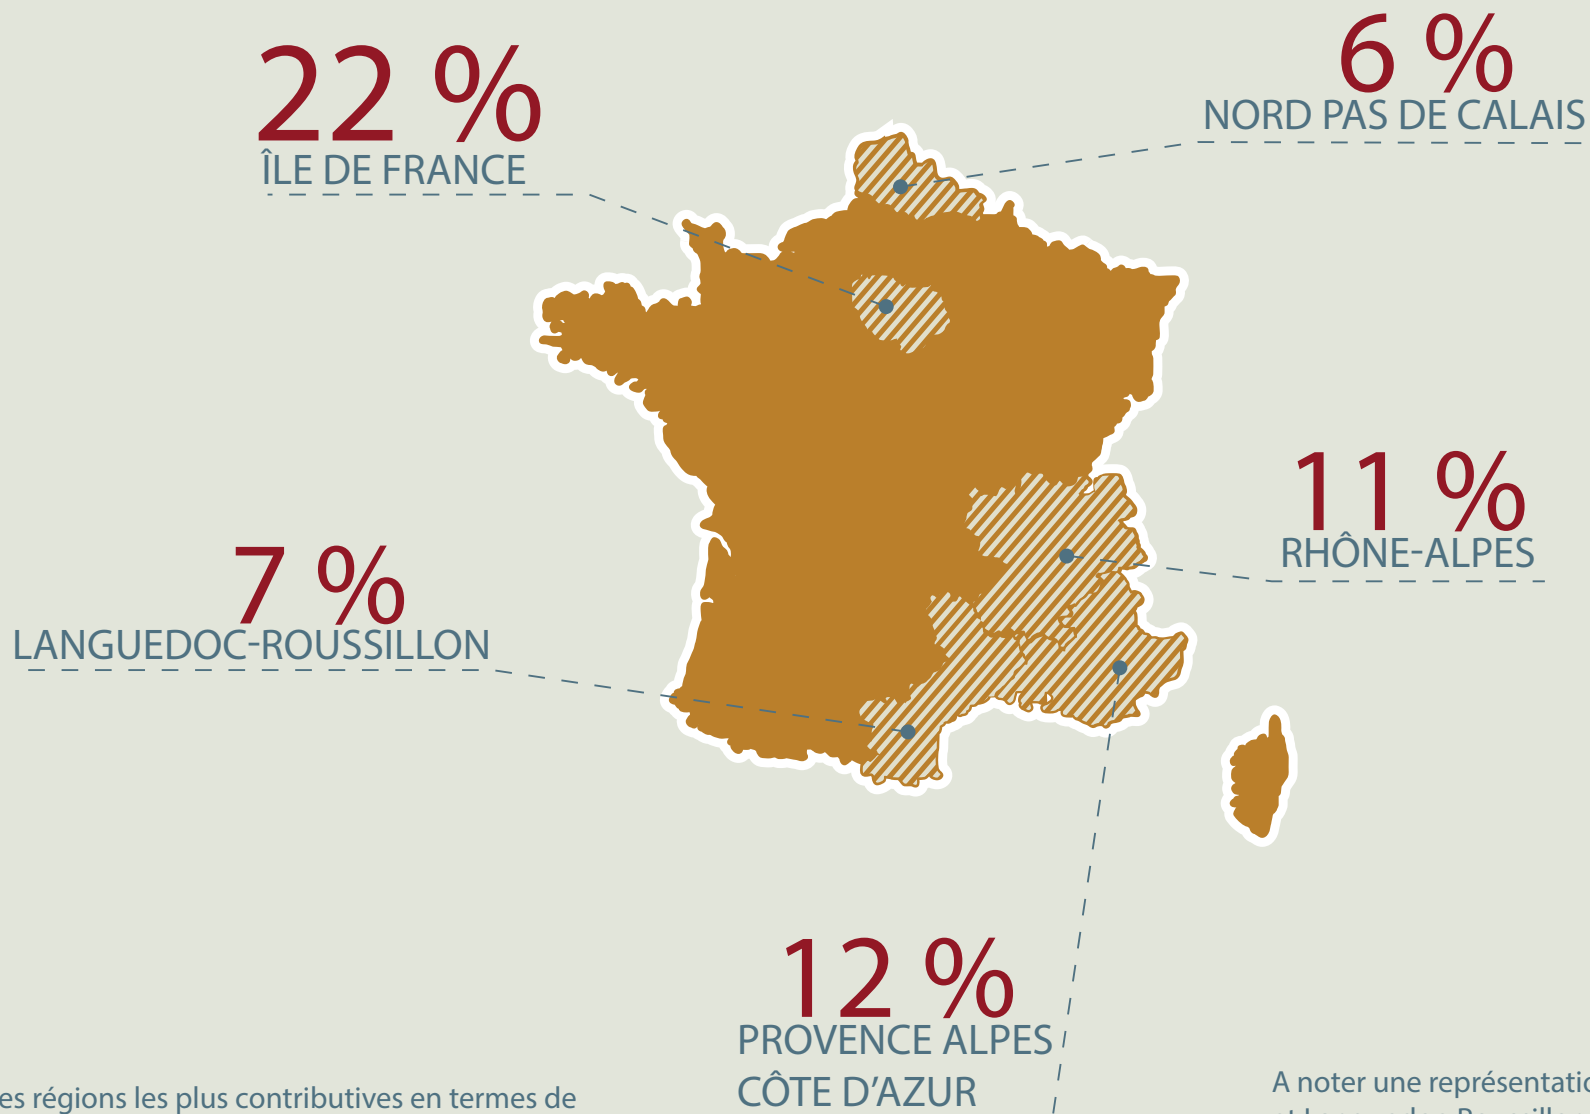 22 %
ÎLE DE FRANCE
6 %
NORD PAS DE CALAIS
11 %
RHÔNE-ALPES
7 %
LANGUEDOC-ROUSSILLON
12 %
PROVENCE ALPES
CÔTE D'AZUR
es régions les plus contributives en termes de
A noter une représentatio